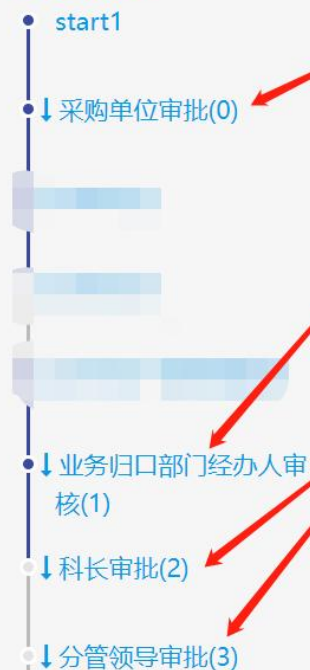 start1
采购单位审批(0)
业务归口部门经办人审
核(1)
科长审批(2)
分管领导审批(3)